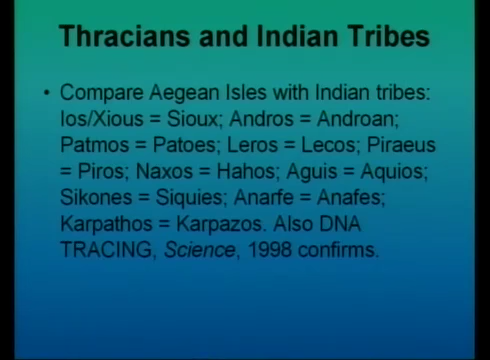 Thracians and Indian Tribes
• Compare Aegean Isles with Indian tribes:
Ios/Xious = Sioux; Andros = Androan;
Patmos = Patoes; Leros = Lecos; Piraeus
= Piros; Naxos = Hahos; Aguis = Aquios;
Sikones = Siquies; Anarfe = Anafes;
Karpathos = Karpazos. Also DNA
TRACING, Science, 1998 confirms.